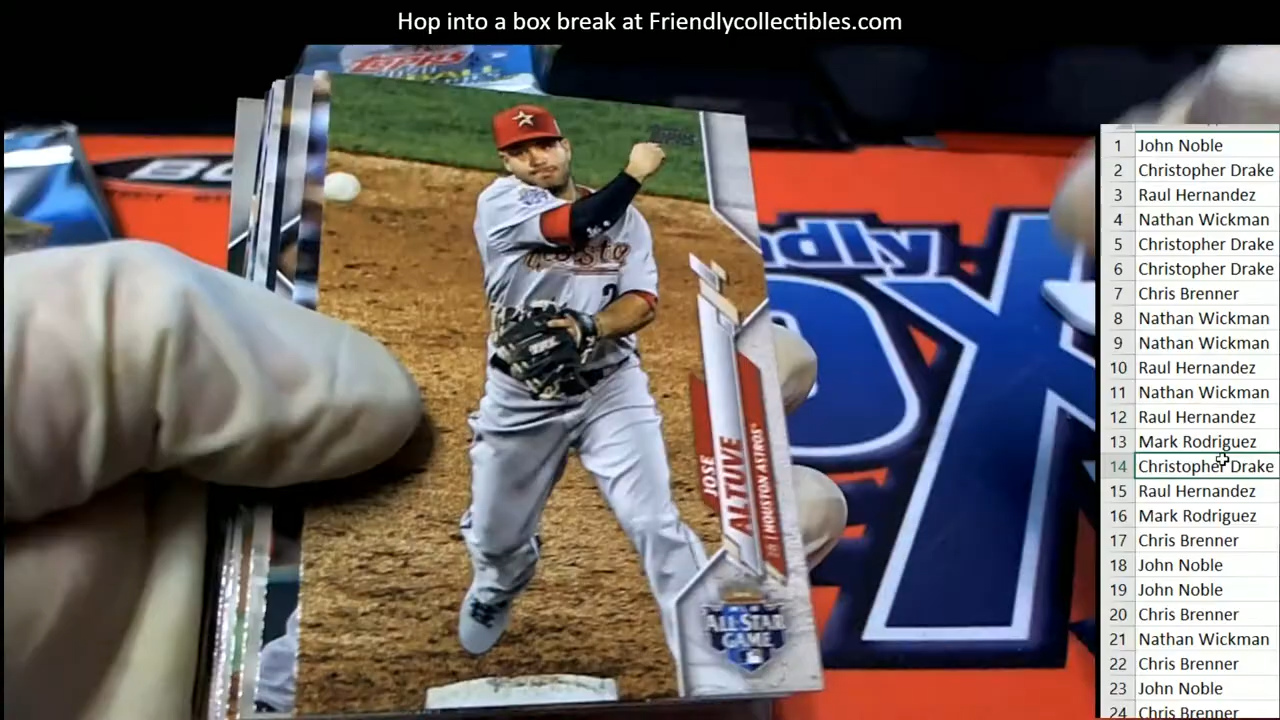 Hop into a box break at Friendlycollectibles.com
Topps
Topps
JOSE
ALTUVE
2B | HOUSTON ASTROS®
ALL STAR
GAME
ndly
1 John Noble
2 Christopher Drake
3 Raul Hernandez
4 Nathan Wickman
5 Christopher Drake
6 Christopher Drake
7 Chris Brenner
8 Nathan Wickman
9 Nathan Wickman
10 Raul Hernandez
11 Nathan Wickman
12 Raul Hernandez
13 Mark Rodriguez
14 Christopher Drake
15 Raul Hernandez
16 Mark Rodriguez
17 Chris Brenner
18 John Noble
19 John Noble
20 Chris Brenner
21 Nathan Wickman
22 Chris Brenner
23 John Noble
24 Chris Brenner